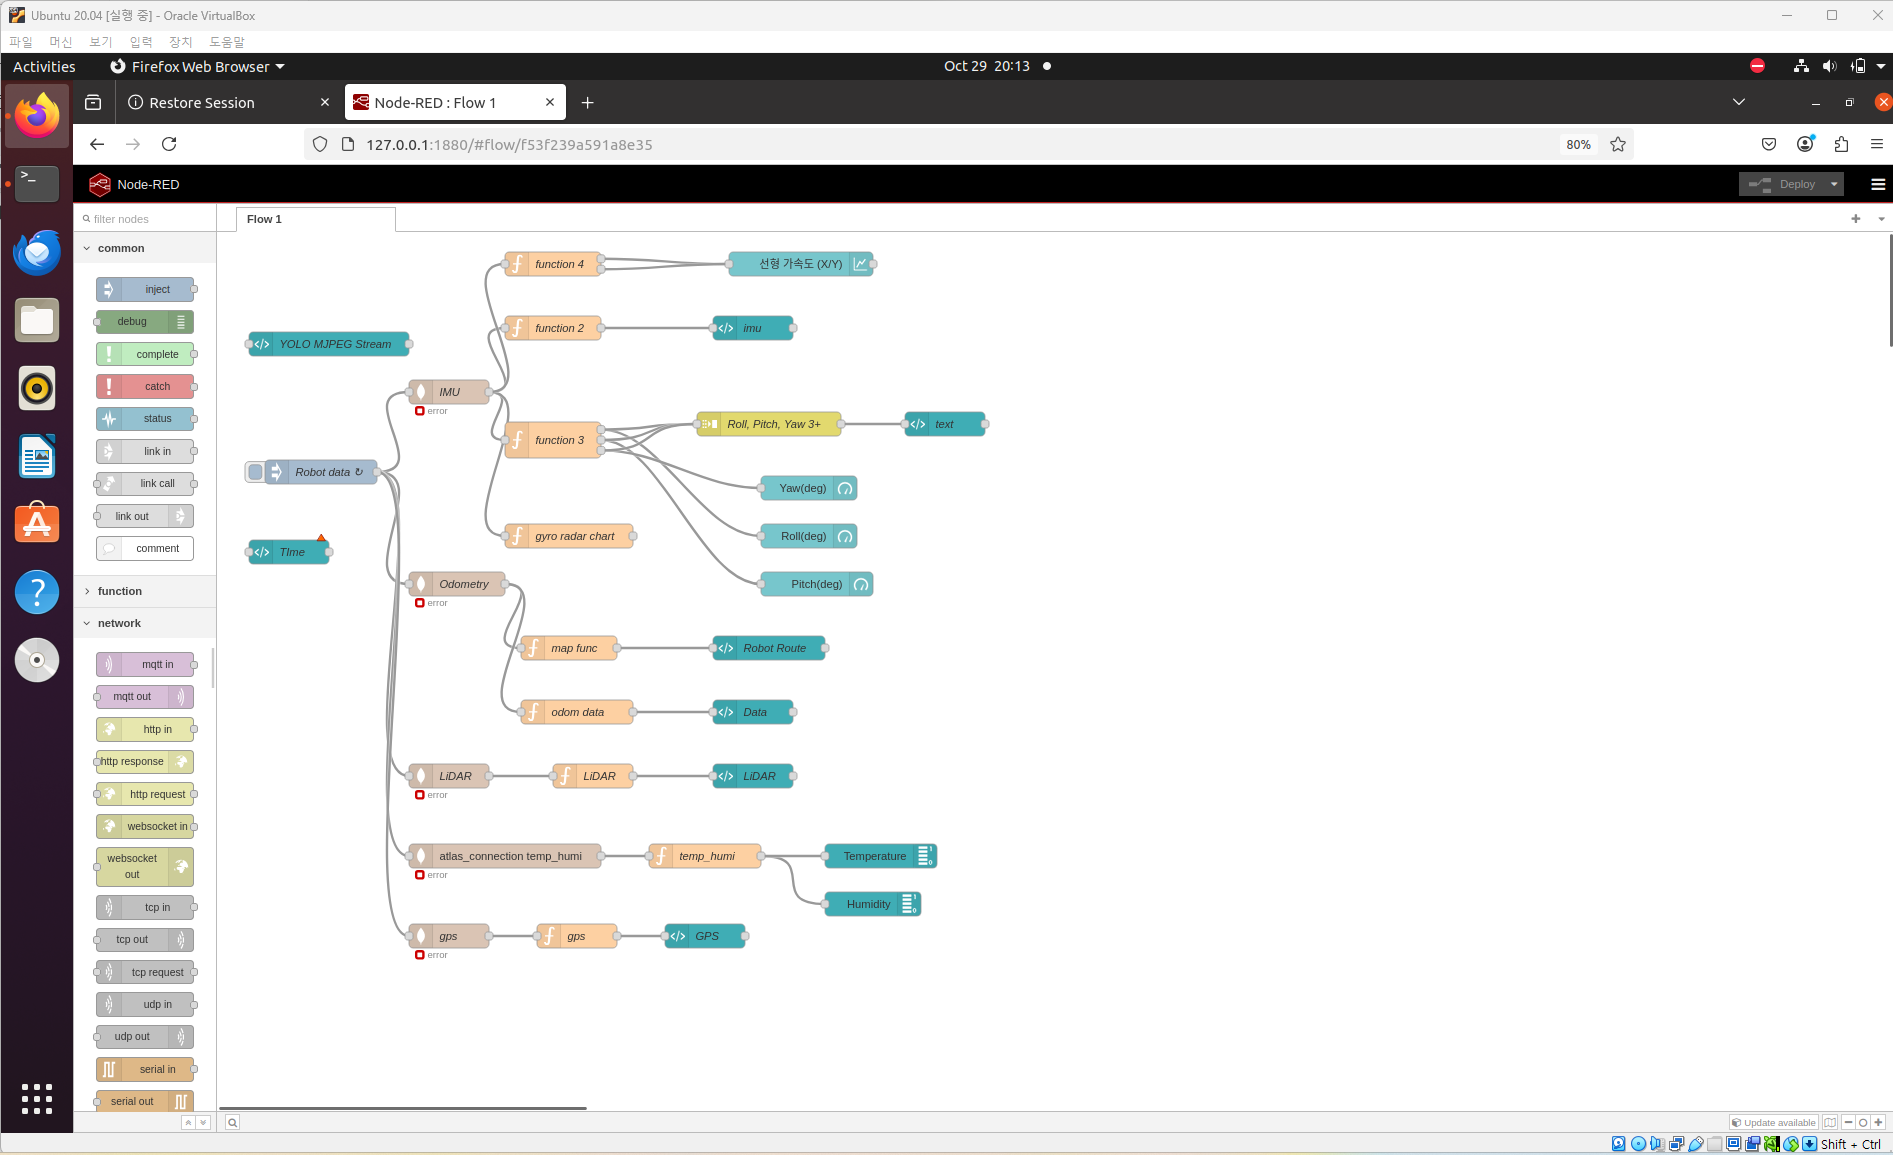 Ubuntu 20.04 [실행 중] - Oracle VirtualBox
파일 머신 보기 입력 장치 도움말
Activities Firefox Web Browser Oct 29 20:13
Restore Session Node-RED : Flow 1
127.0.0.1:1880/#flow/f53f239a591a8e35 80%
Node-RED Deploy
filter nodes Flow 1
common
inject
debug
complete
catch
status
link in
link call
link out
comment
function
network
mqtt in
mqtt out
http in
http response
http request
websocket in
websocket
out
tcp in
tcp out
tcp request
udp in
udp out
serial in
serial out
function 4 선형 가속도 (X/Y)
function 2 imu
YOLO MJPEG Stream
IMU
error
Roll, Pitch, Yaw 3+ text
function 3
Robot data ↻
Yaw(deg)
gyro radar chart Roll(deg)
TIme
Odometry Pitch(deg)
error
map func Robot Route
odom data Data
LiDAR LiDAR LiDAR
error
atlas_connection temp_humi temp_humi Temperature
error
Humidity
gps gps GPS
error
Update available
Shift + Ctrl